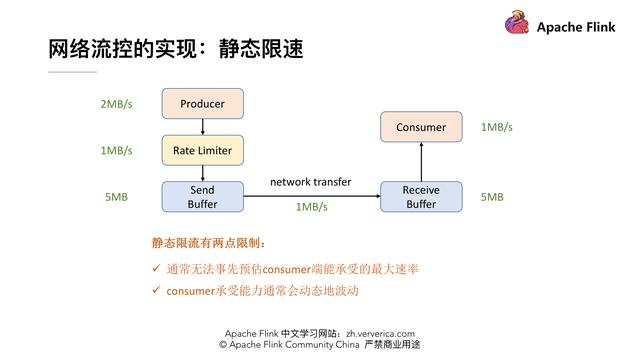 Apache Flink
网络流控的实现：静态限速
2MB/s
Producer
Consumer
1MB/s
1MB/s
Rate Limiter
5MB
Send
Buffer
network transfer
1MB/s
Receive
Buffer
5MB
静态限流有两点限制：
✓ 通常无法事先预估consumer端能承受的最大速率
✓ consumer承受能力通常会动态地波动
Apache Flink 中文学习网站：zh.ververica.com
© Apache Flink Community China 严禁商业用途